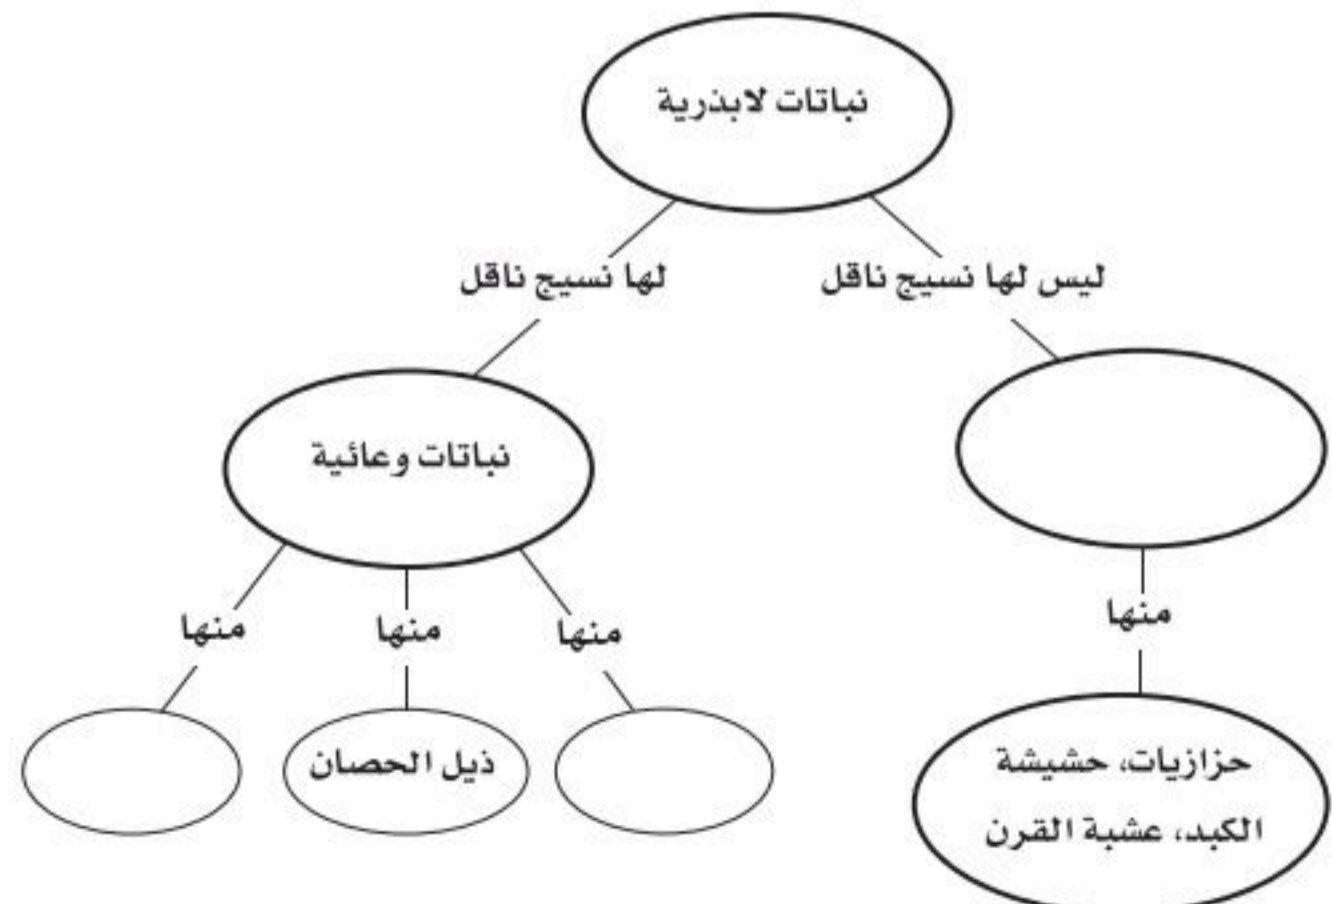 نباتات لابذرية
ليس لها نسيج ناقل
لها نسيج ناقل
نباتات وعائية
منها
منها
منها
منها
حزازيات، حشيشة
الكبد، عشبة القرن
ذيل الحصان